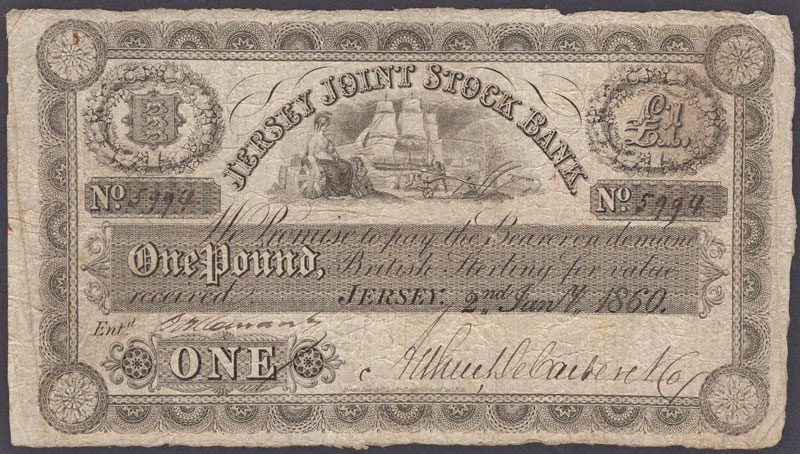 JERSEY JOINT STOCK BANK.
£1
No 5994 No 5994
We Promise to pay the Bearer on demand
One Pound, British Sterling for value
received. JERSEY. 2nd Jany. 1860.
Entd
ONE